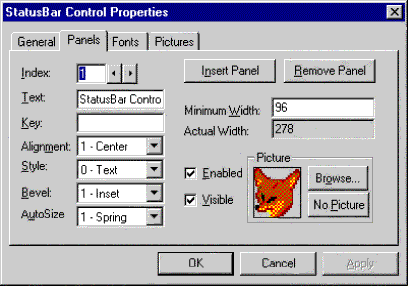 StatusBar Control Properties
General Panels Fonts Pictures
Index: 1 Insert Panel Remove Panel
Text: StatusBar Contro
Minimum Width: 96
Key:
Actual Width: 278
Alignment: 1 - Center
Style: 0 - Text
Enabled
Picture
Browse...
Bevel: 1 - Inset
Visible
No Picture
AutoSize 1 - Spring
OK Cancel Apply